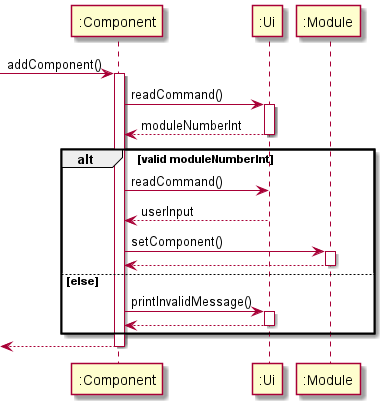 :Component :Ui :Module
addComponent()
readCommand()
moduleNumberInt
alt [valid moduleNumberInt]
readCommand()
userInput
setComponent()
[else]
printInvalidMessage()
:Component :Ui :Module